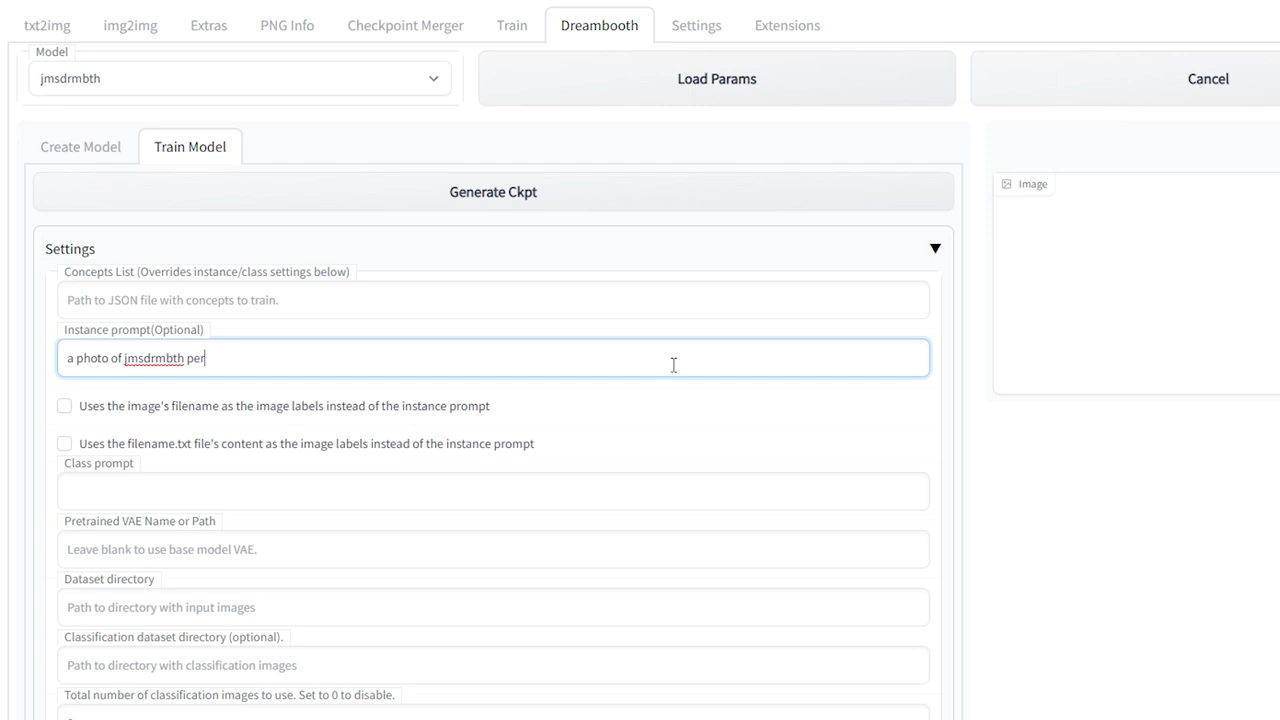 txt2img img2img Extras PNG Info Checkpoint Merger Train Dreambooth Settings Extensions
Model
jmsdrmbth
Load Params
Cancel
Create Model Train Model
Generate Ckpt
Image
Settings
Concepts List (Overrides instance/class settings below)
Path to JSON file with concepts to train.
Instance prompt(Optional)
a photo of jmsdrmbth per
Uses the image's filename as the image labels instead of the instance prompt
Uses the filename.txt file's content as the image labels instead of the instance prompt
Class prompt
Pretrained VAE Name or Path
Leave blank to use base model VAE.
Dataset directory
Path to directory with input images
Classification dataset directory (optional).
Path to directory with classification images
Total number of classification images to use. Set to 0 to disable.